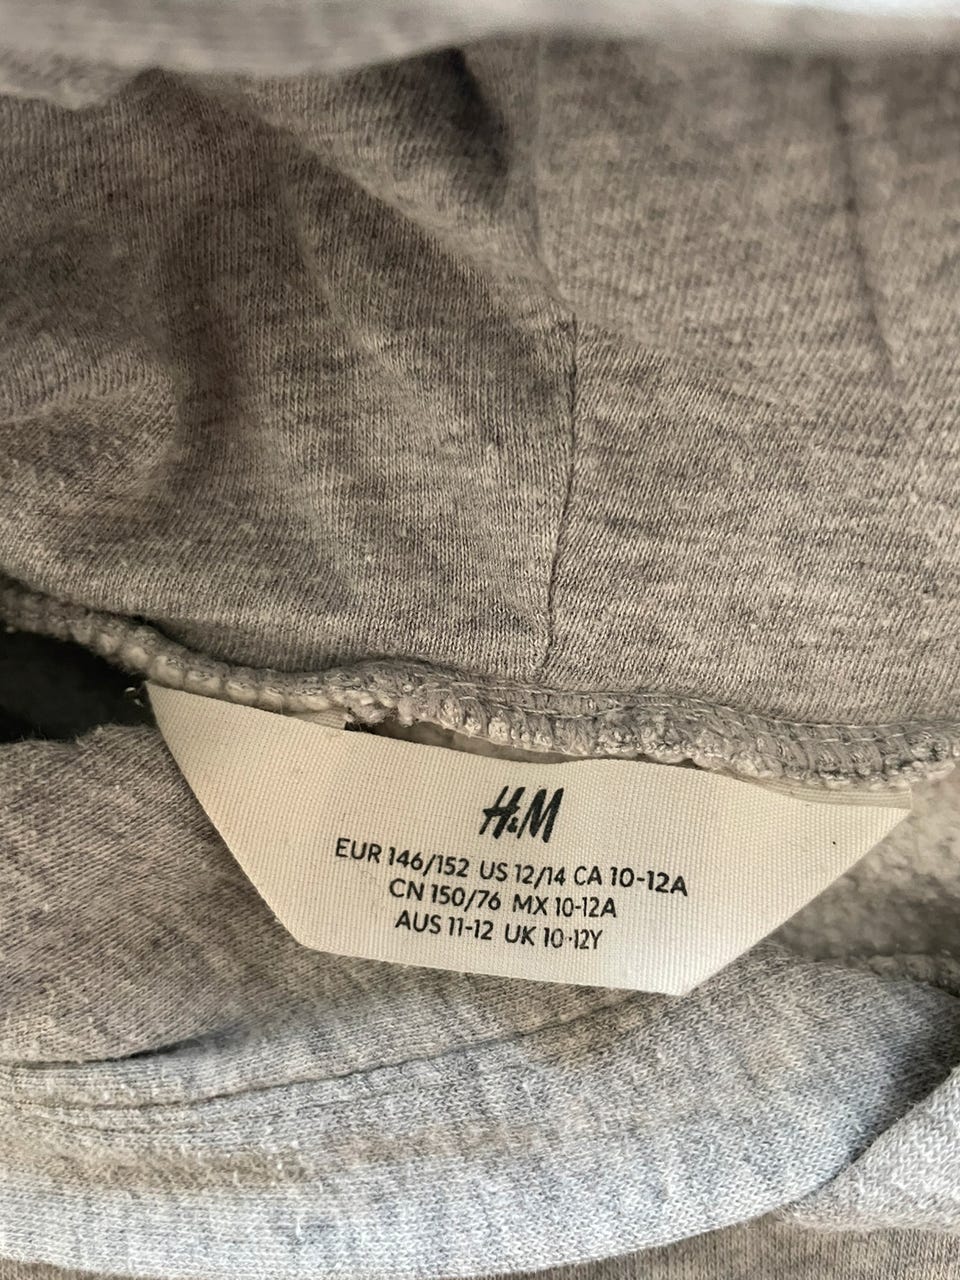 H&M
EUR 146/152 US 12/14 CA 10-12A
CN 150/76 MX 10-12A
AUS 11-12 UK 10-12Y